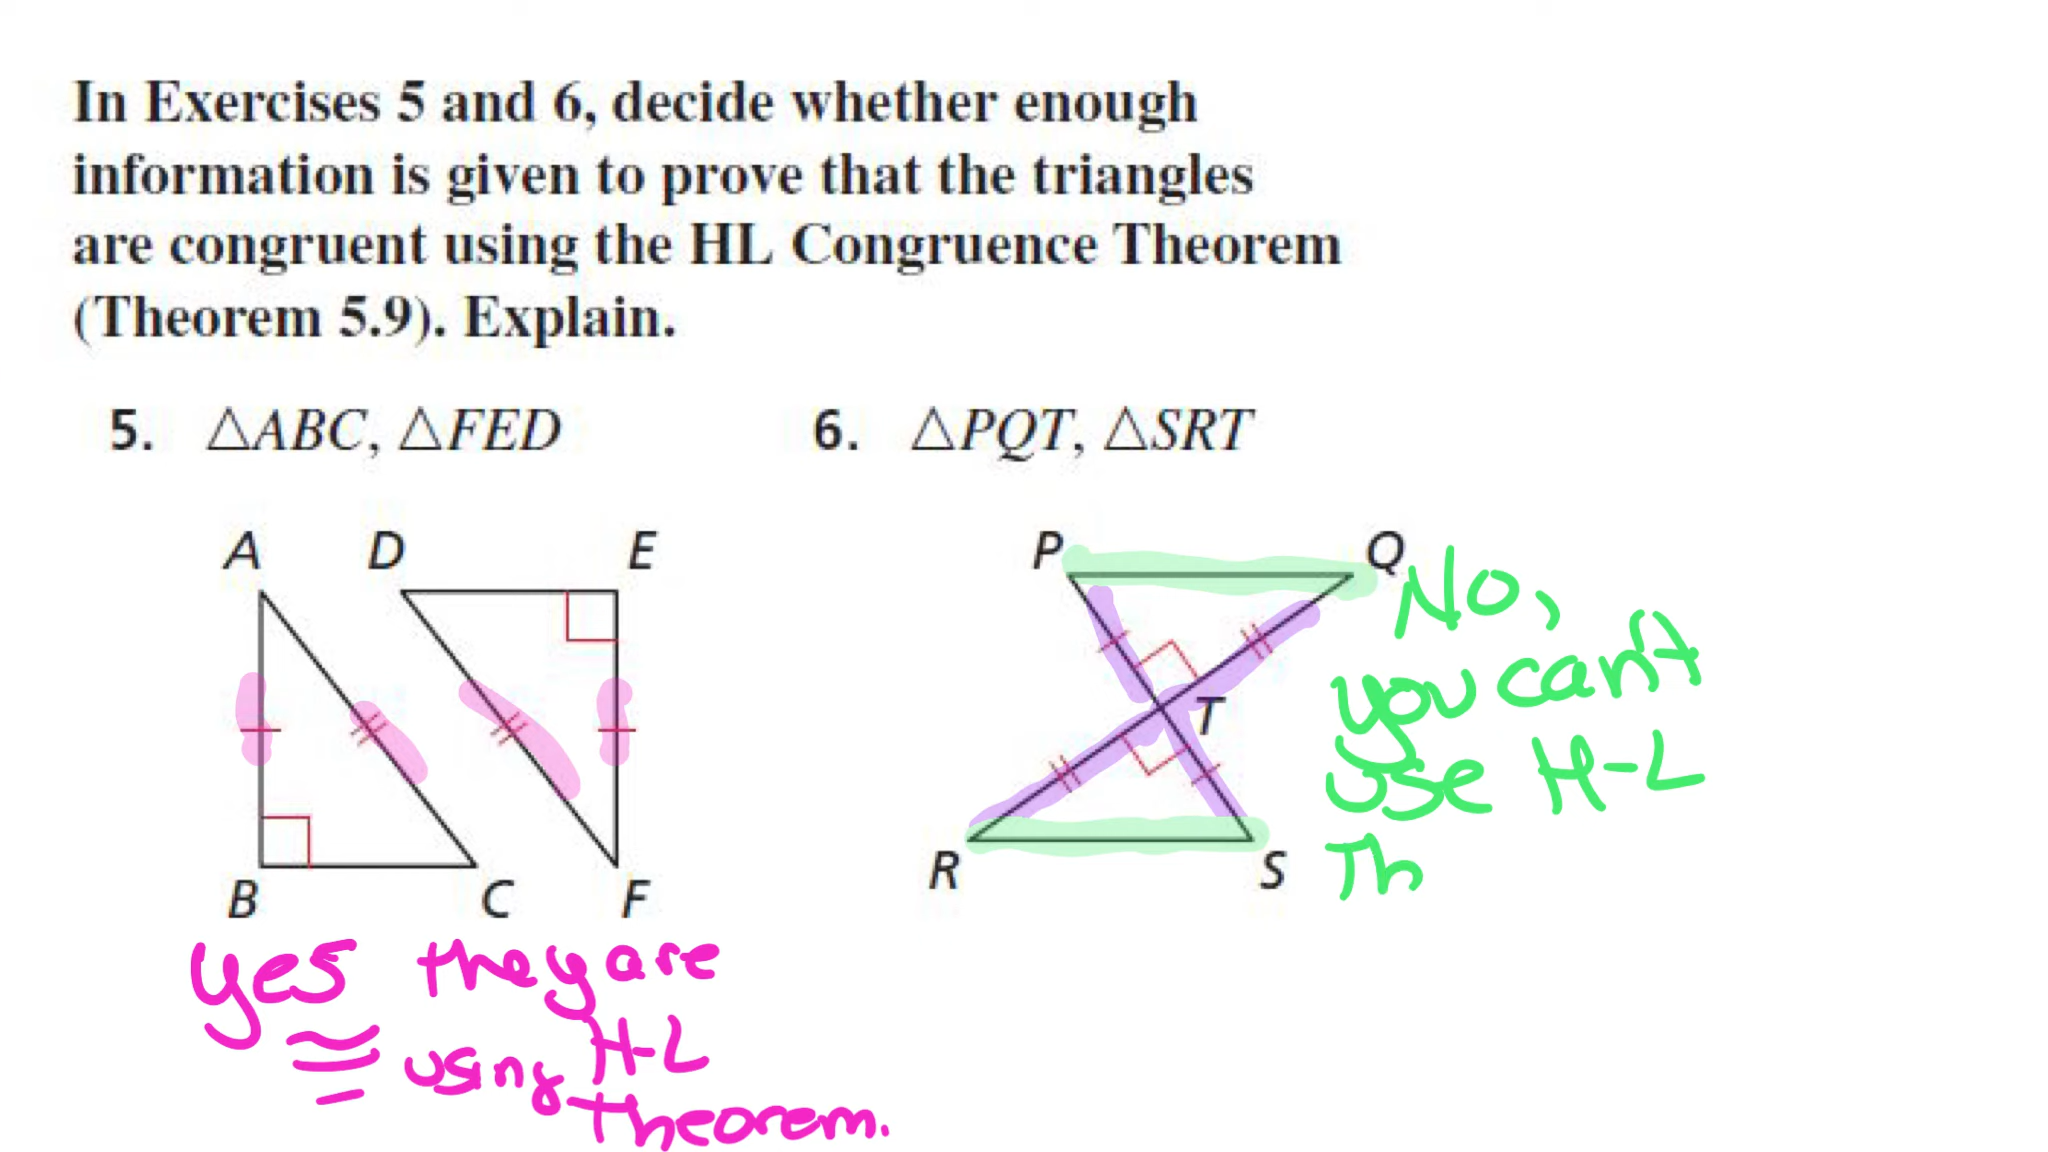 In Exercises 5 and 6, decide whether enough
information is given to prove that the triangles
are congruent using the HL Congruence Theorem
(Theorem 5.9). Explain.
5. △ABC, △FED
6. △PQT, △SRT
A D E
B C F
P Q
T
R S
No,
you can't
use H-L
Th
yes they are
≅ using H-L
theorem.